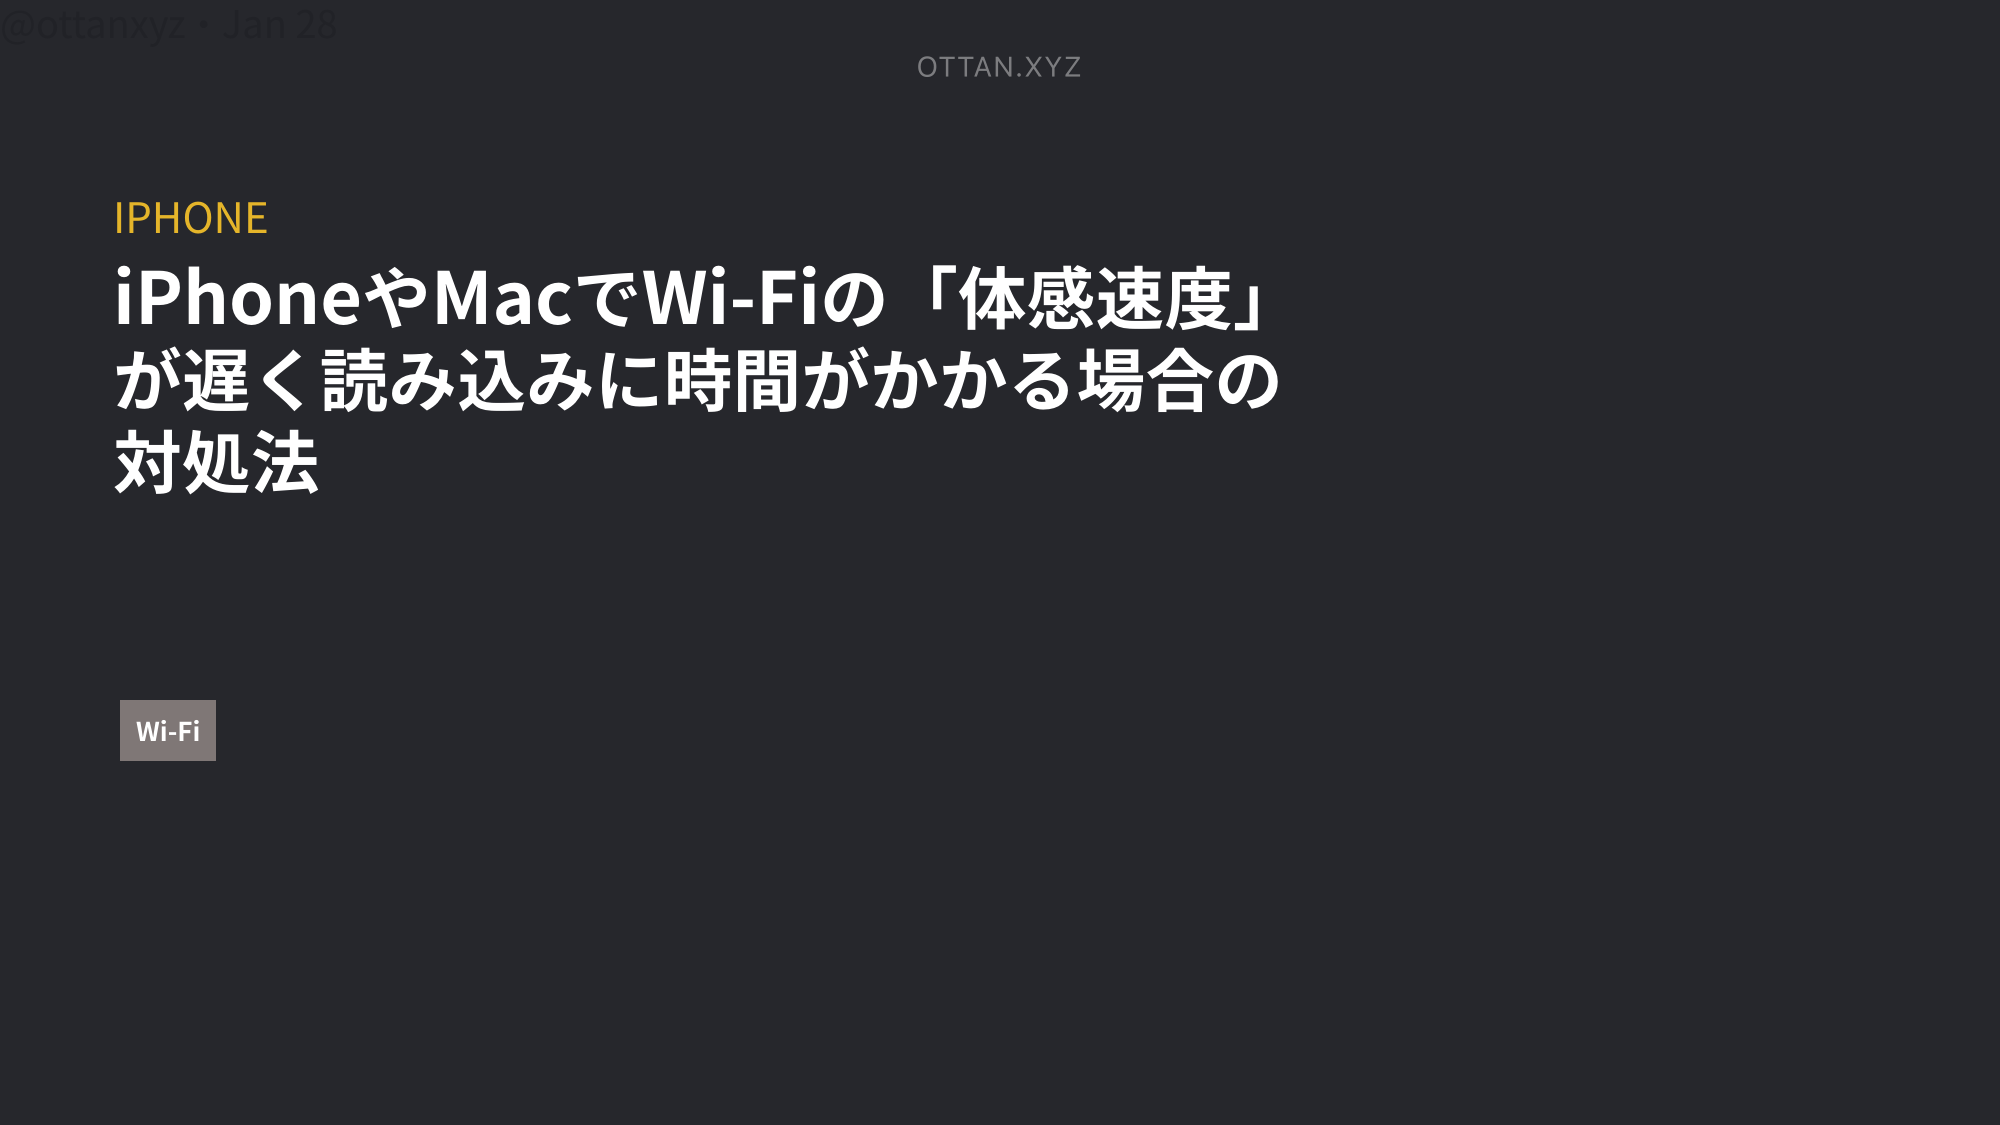 @ottanxyz・Jan 28
OTTAN.XYZ
IPHONE
iPhoneやMacでWi-Fiの「体感速度」
が遅く読み込みに時間がかかる場合の
対処法
Wi-Fi